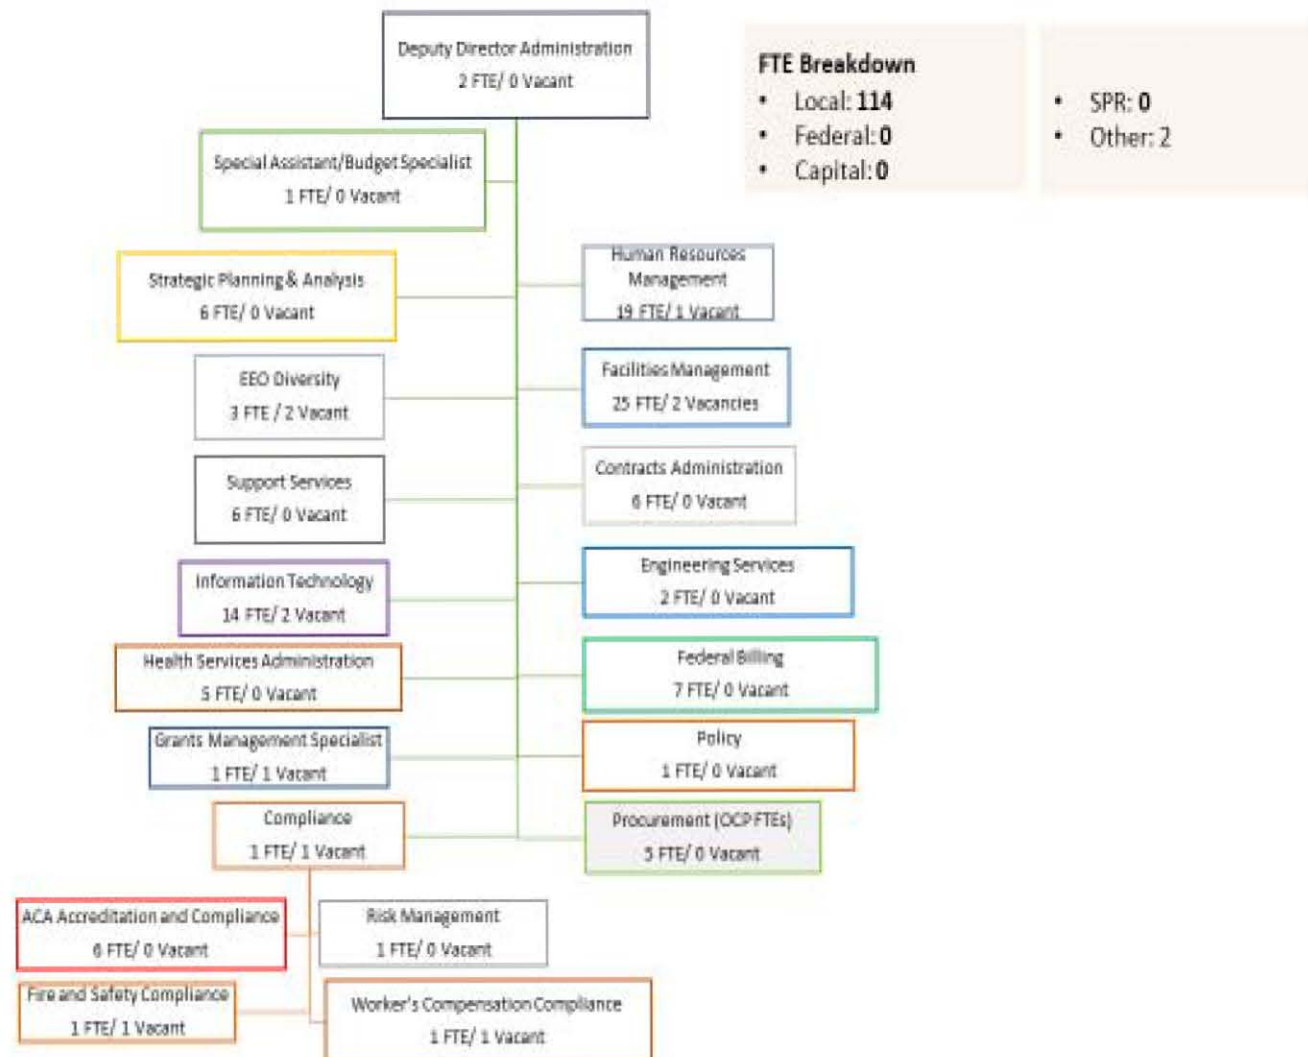 Deputy Director Administration
2 FTE/ 0 Vacant
FTE Breakdown
• Local: 114
• Federal: 0
• Capital: 0
• SPR: 0
• Other: 2
Special Assistant/Budget Specialist
1 FTE/ 0 Vacant
Strategic Planning & Analysis
6 FTE/ 0 Vacant
Human Resources
Management
19 FTE/ 1 Vacant
EEO Diversity
3 FTE / 2 Vacant
Facilities Management
25 FTE/ 2 Vacancies
Support Services
6 FTE/ 0 Vacant
Contracts Administration
6 FTE/ 0 Vacant
Information Technology
14 FTE/ 2 Vacant
Engineering Services
2 FTE/ 0 Vacant
Health Services Administration
5 FTE/ 0 Vacant
Federal Billing
7 FTE/ 0 Vacant
Grants Management Specialist
1 FTE/ 1 Vacant
Policy
1 FTE/ 0 Vacant
Compliance
1 FTE/ 1 Vacant
Procurement (OCP FTEs)
5 FTE/ 0 Vacant
ACA Accreditation and Compliance
6 FTE/ 0 Vacant
Risk Management
1 FTE/ 0 Vacant
Fire and Safety Compliance
1 FTE/ 1 Vacant
Worker's Compensation Compliance
1 FTE/ 1 Vacant